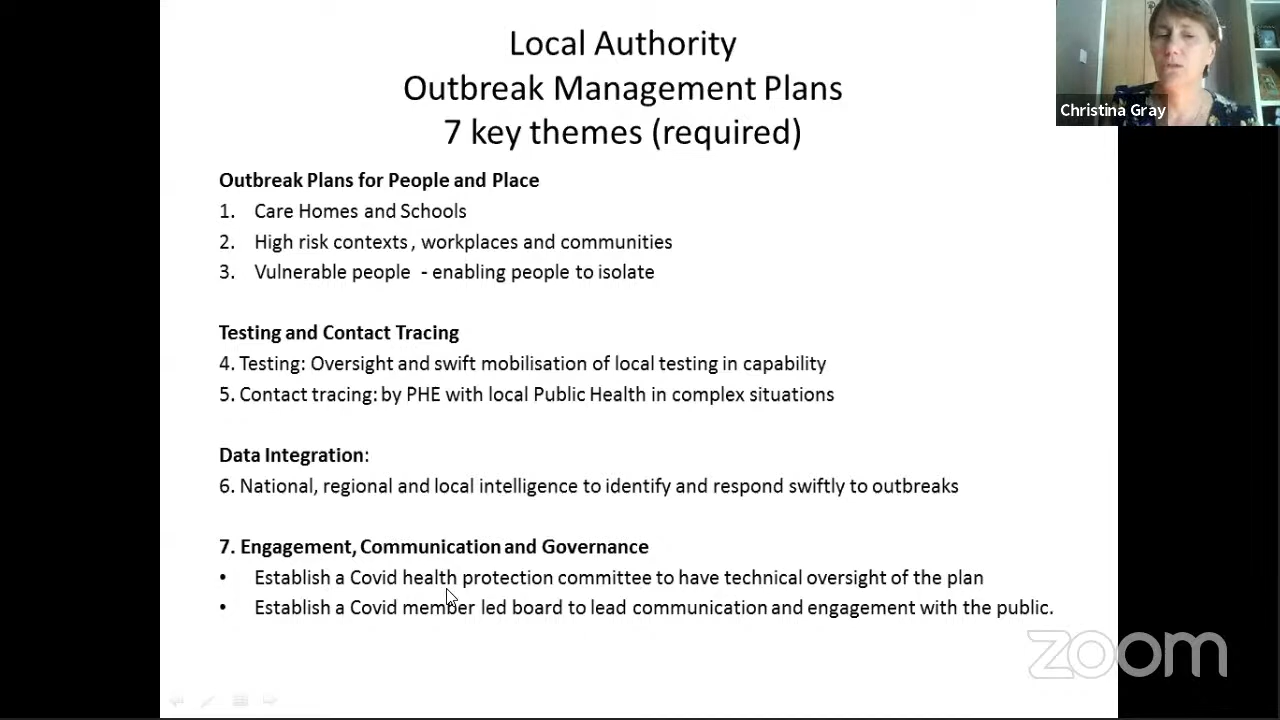 Local Authority
Outbreak Management Plans
7 key themes (required)
Christina Gray
Outbreak Plans for People and Place
1. Care Homes and Schools
2. High risk contexts , workplaces and communities
3. Vulnerable people - enabling people to isolate
Testing and Contact Tracing
4. Testing: Oversight and swift mobilisation of local testing in capability
5. Contact tracing: by PHE with local Public Health in complex situations
Data Integration:
6. National, regional and local intelligence to identify and respond swiftly to outbreaks
7. Engagement, Communication and Governance
• Establish a Covid health protection committee to have technical oversight of the plan
• Establish a Covid member led board to lead communication and engagement with the public.
zoom